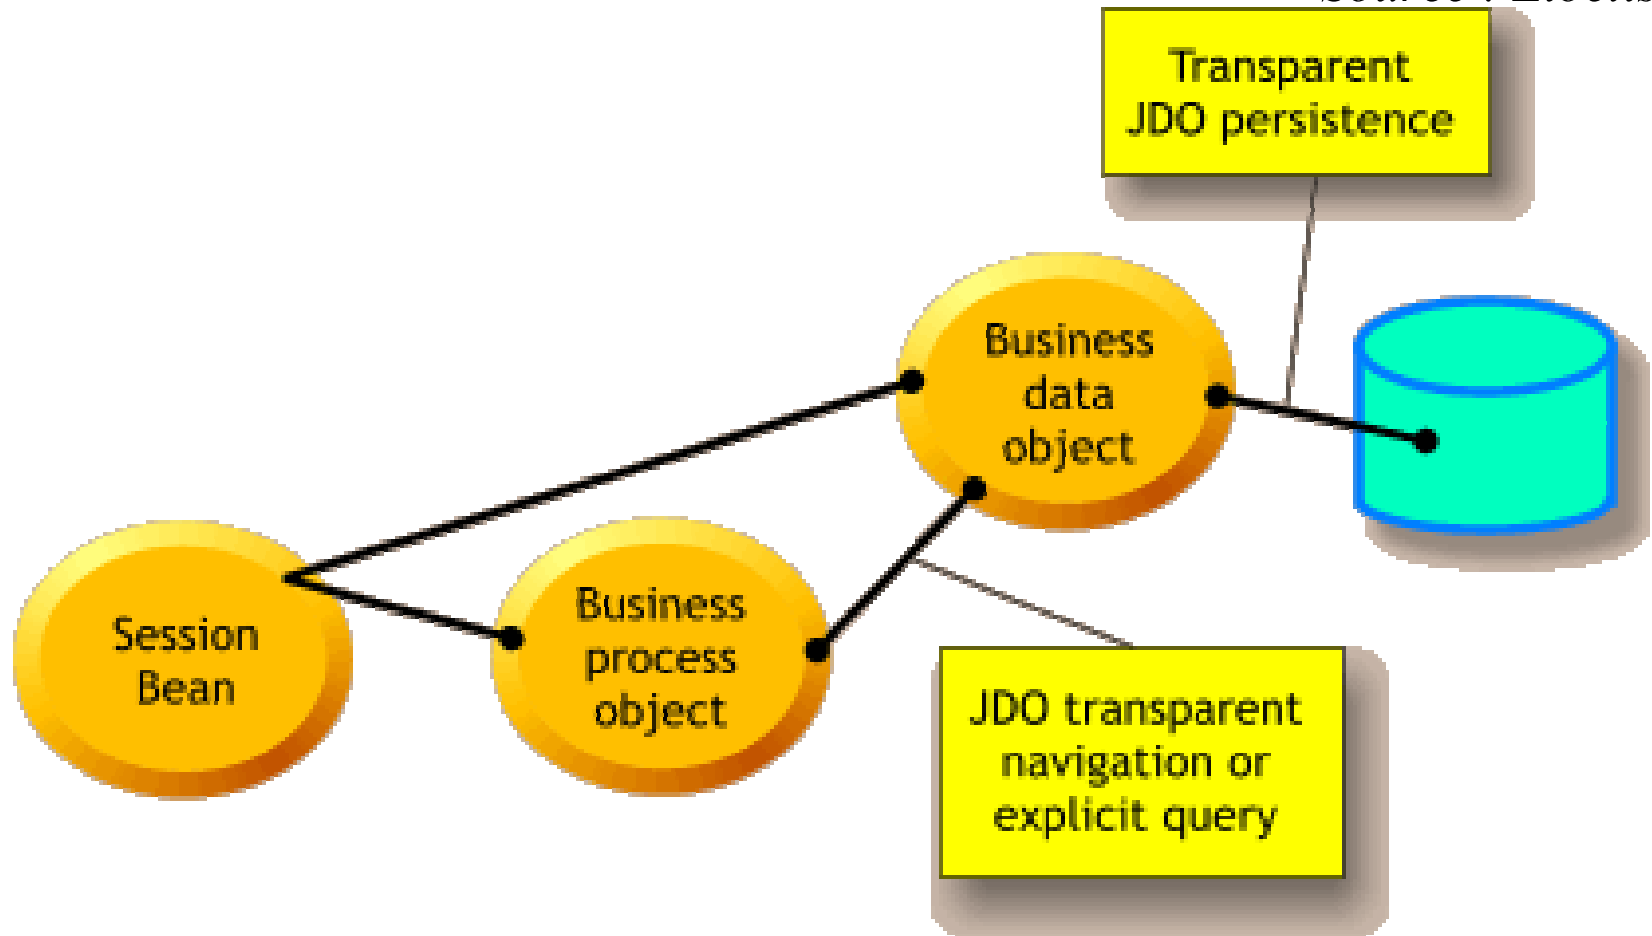 Transparent
JDO persistence
Business
data
object
Session
Bean
Business
process
object
JDO transparent
navigation or
explicit query